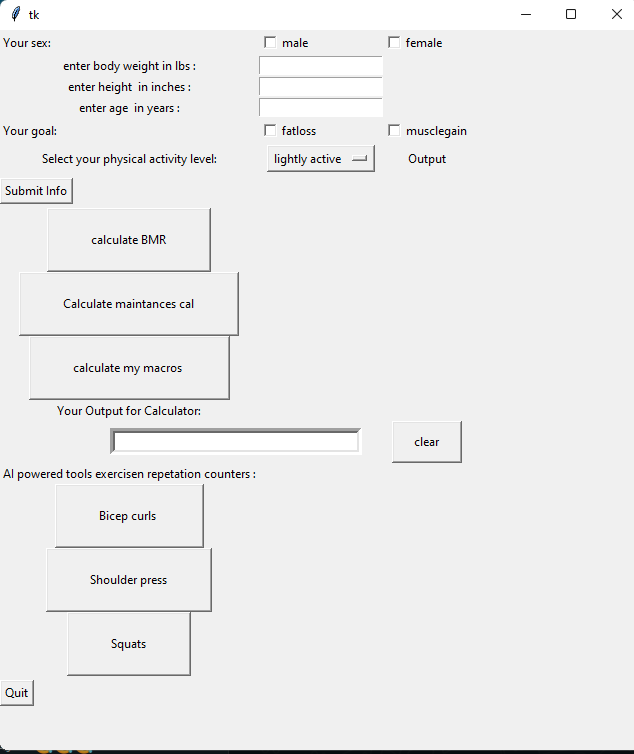 tk
Your sex: male female
enter body weight in lbs :
enter height  in inches :
enter age  in years :
Your goal: fatloss musclegain
Select your physical activity level: lightly active Output
Submit Info
calculate BMR
Calculate maintances cal
calculate my macros
Your Output for Calculator:
clear
AI powered tools exercisen repetation counters :
Bicep curls
Shoulder press
Squats
Quit